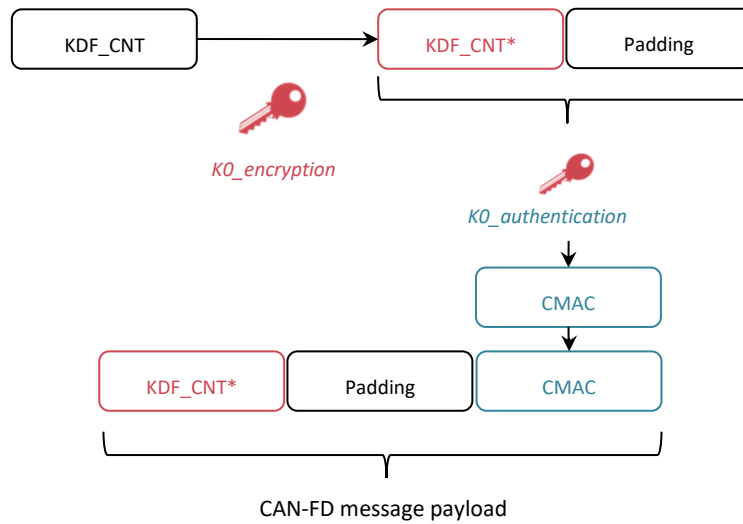 KDF_CNT
KDF_CNT*
Padding
K0_encryption
K0_authentication
CMAC
KDF_CNT*
Padding
CMAC
CAN-FD message payload